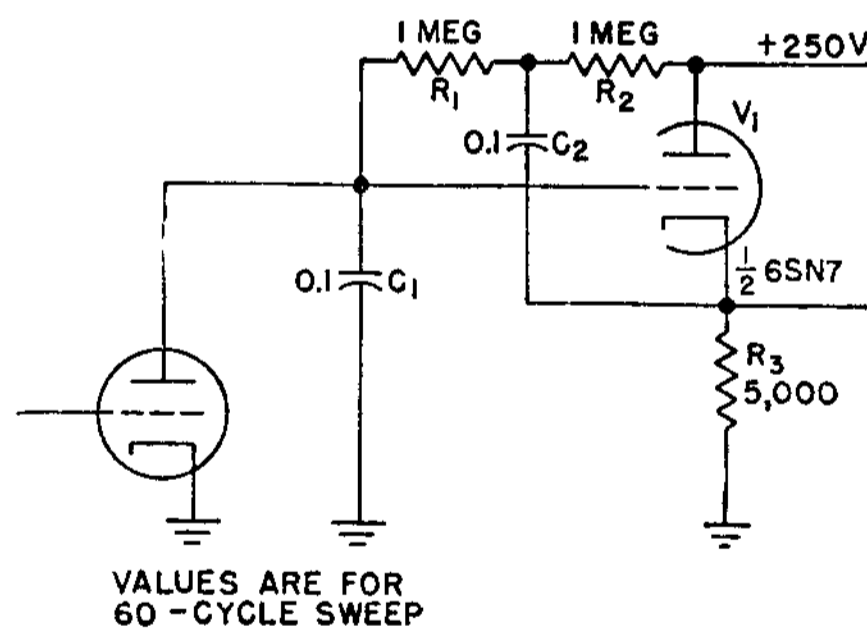 1 MEG
1 MEG
+250V
R1
R2
V1
0.1
C2
½ 6SN7
0.1
C1
R3
5,000
VALUES ARE FOR
60-CYCLE SWEEP